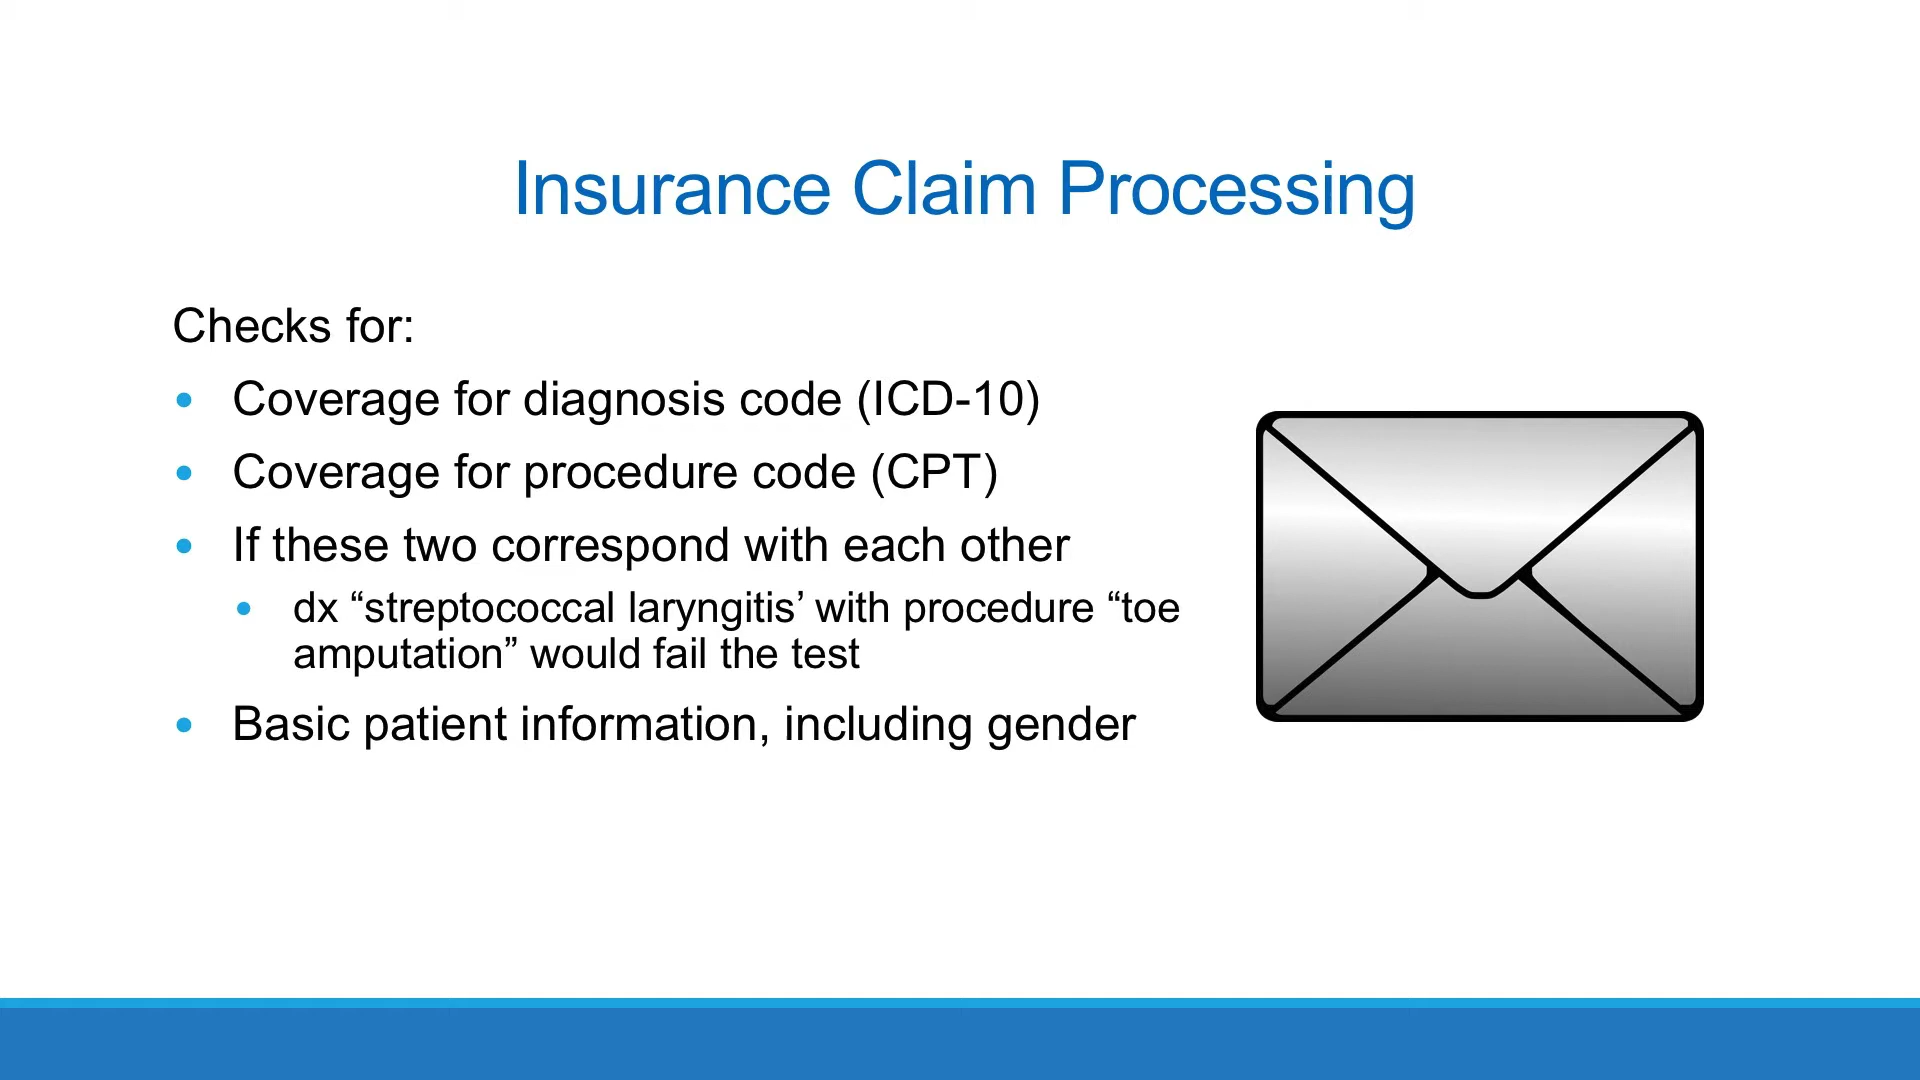 Insurance Claim Processing
Checks for:
• Coverage for diagnosis code (ICD-10)
• Coverage for procedure code (CPT)
• If these two correspond with each other
• dx “streptococcal laryngitis’ with procedure “toe
amputation” would fail the test
• Basic patient information, including gender